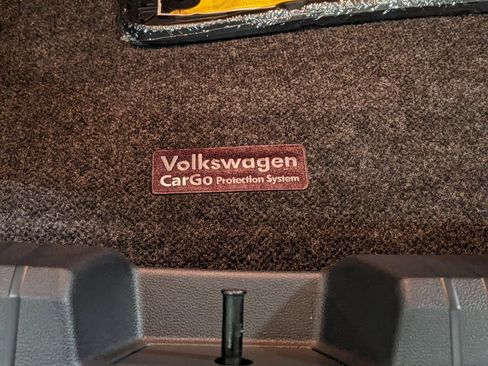 Volkswagen
CarGo Protection System